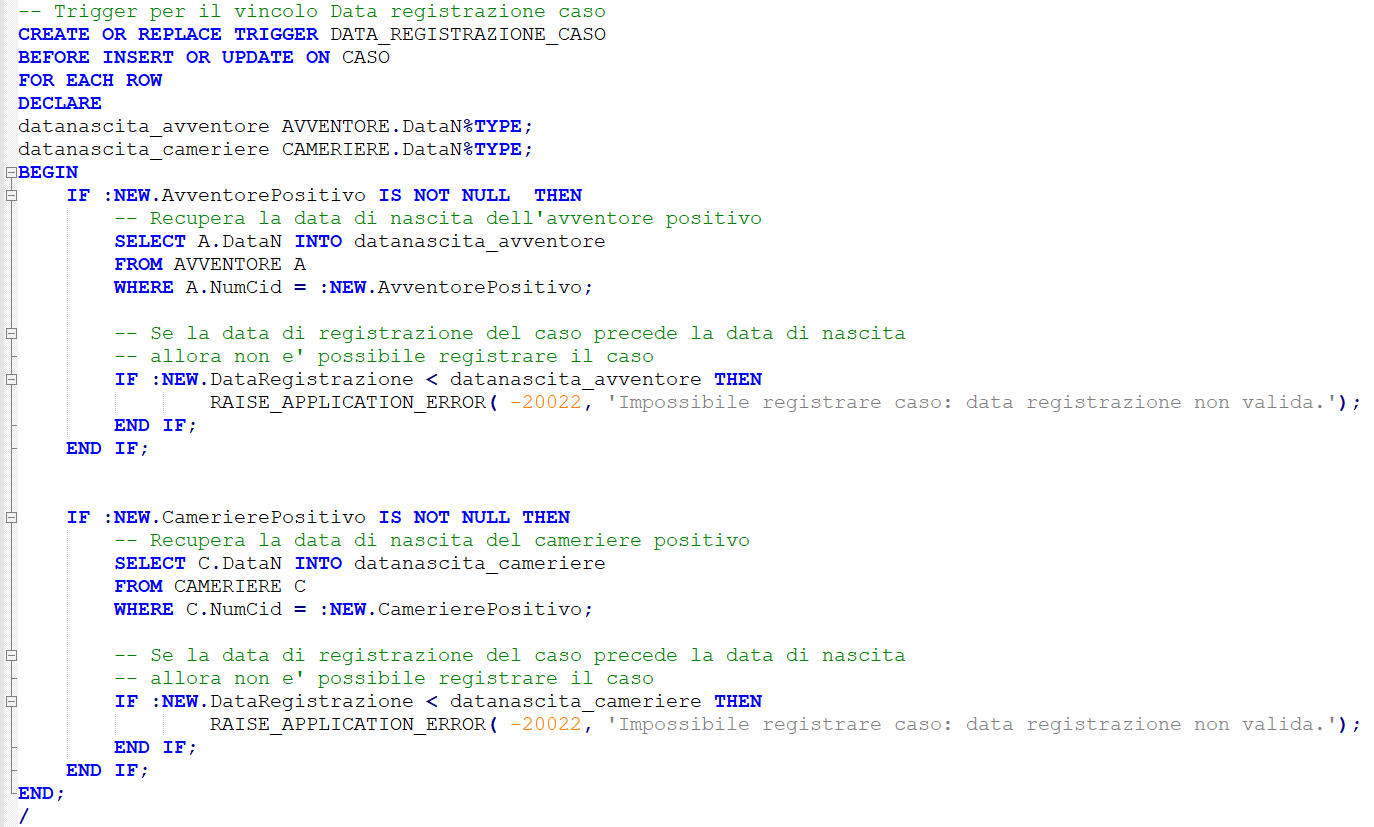 -- Trigger per il vincolo Data registrazione caso
CREATE OR REPLACE TRIGGER DATA_REGISTRAZIONE_CASO
BEFORE INSERT OR UPDATE ON CASO
FOR EACH ROW
DECLARE
datanascita_avventore AVVENTORE.DataN%TYPE;
datanascita_cameriere CAMERIERE.DataN%TYPE;
BEGIN
    IF :NEW.AvventorePositivo IS NOT NULL  THEN
        -- Recupera la data di nascita dell'avventore positivo
        SELECT A.DataN INTO datanascita_avventore
        FROM AVVENTORE A
        WHERE A.NumCid = :NEW.AvventorePositivo;

        -- Se la data di registrazione del caso precede la data di nascita
        -- allora non e' possibile registrare il caso
        IF :NEW.DataRegistrazione < datanascita_avventore THEN
                RAISE_APPLICATION_ERROR( -20022, 'Impossibile registrare caso: data registrazione non valida.');
        END IF;
    END IF;


    IF :NEW.CamerierePositivo IS NOT NULL THEN
        -- Recupera la data di nascita del cameriere positivo
        SELECT C.DataN INTO datanascita_cameriere
        FROM CAMERIERE C
        WHERE C.NumCid = :NEW.CamerierePositivo;

        -- Se la data di registrazione del caso precede la data di nascita
        -- allora non e' possibile registrare il caso
        IF :NEW.DataRegistrazione < datanascita_cameriere THEN
                RAISE_APPLICATION_ERROR( -20022, 'Impossibile registrare caso: data registrazione non valida.');
        END IF;
    END IF;
END;
/